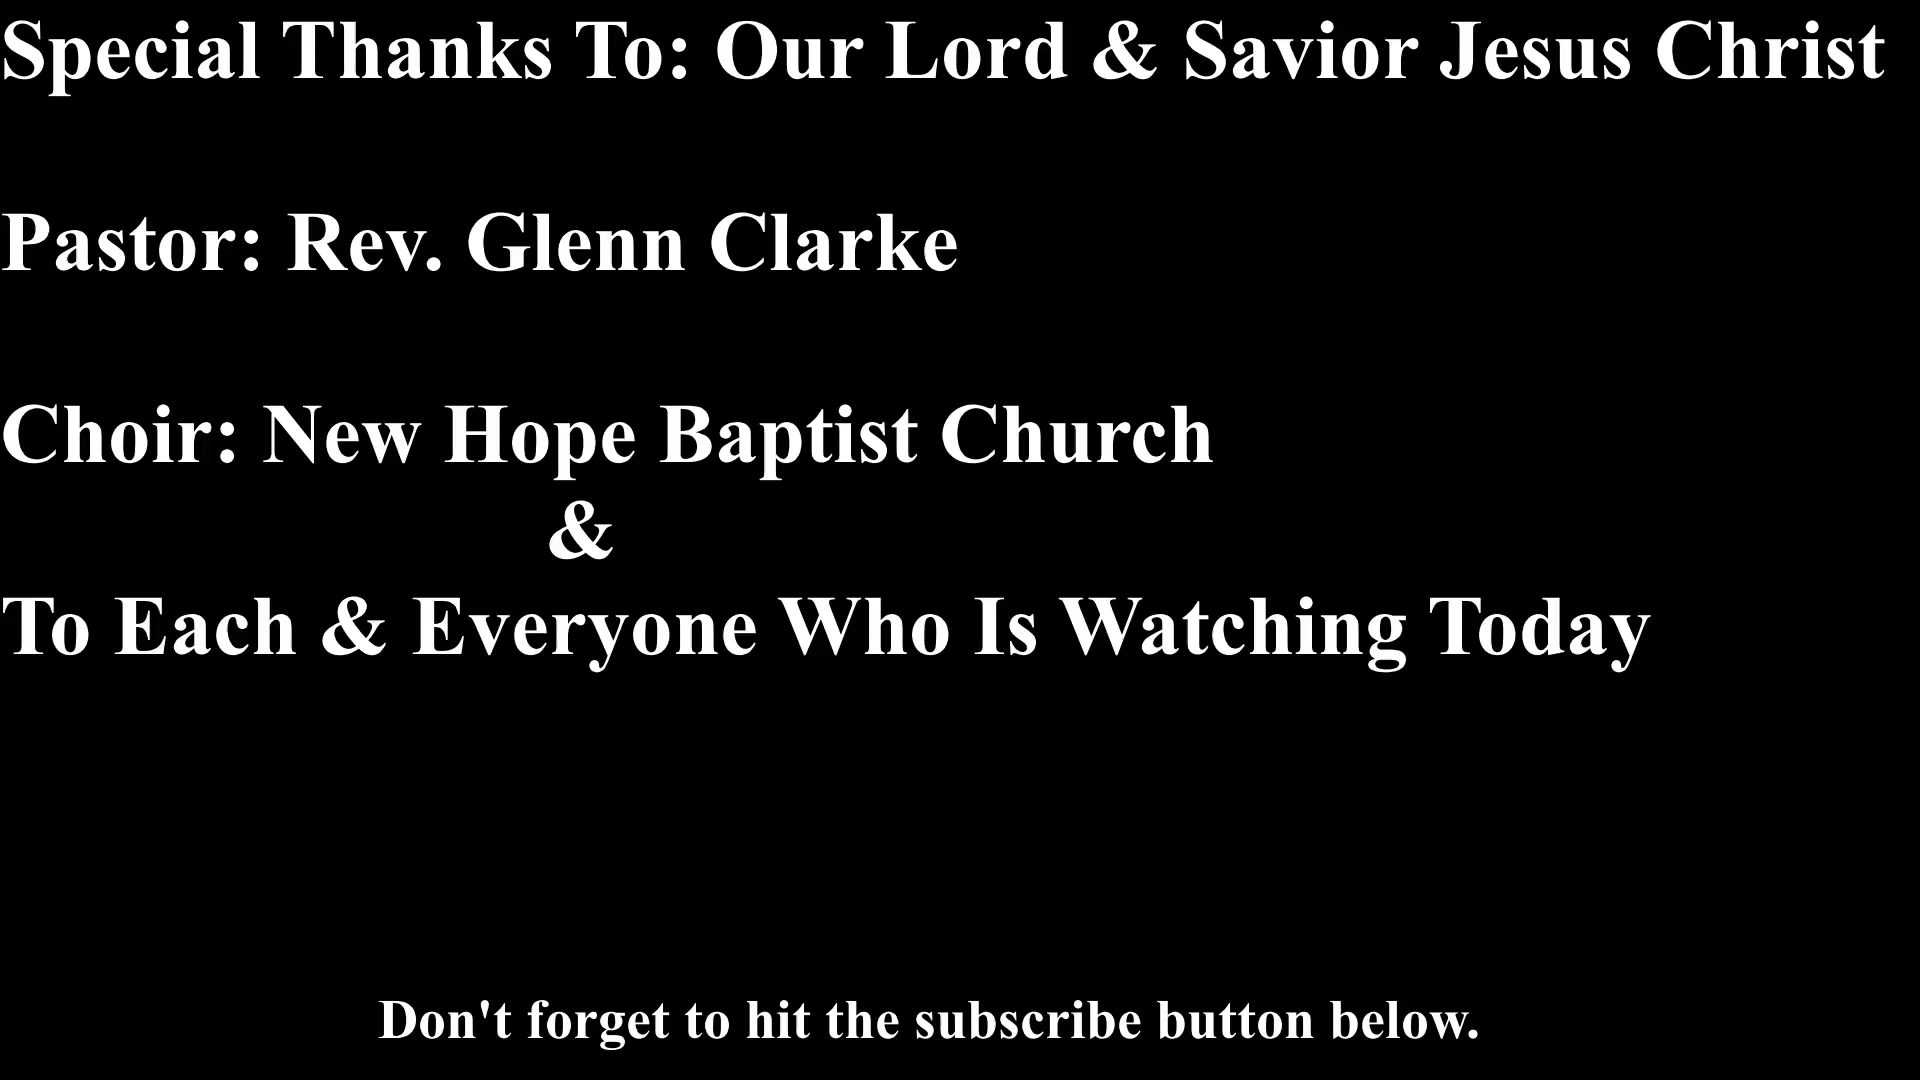 Special Thanks To: Our Lord & Savior Jesus Christ
Pastor: Rev. Glenn Clarke
Choir: New Hope Baptist Church
&
To Each & Everyone Who Is Watching Today
Don't forget to hit the subscribe button below.